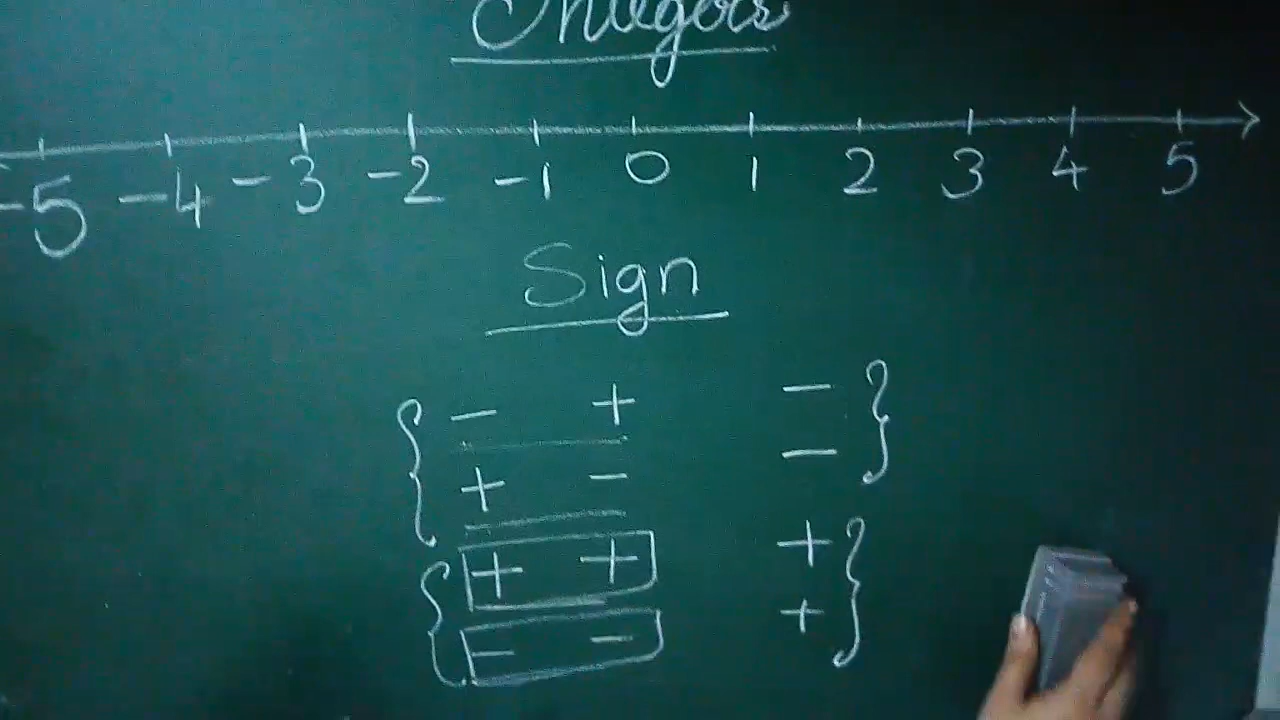 Integers
-5 -4 -3 -2 -1 0 1 2 3 4 5
Sign
{ - + - }
+ - -
{ + + + }
- - +